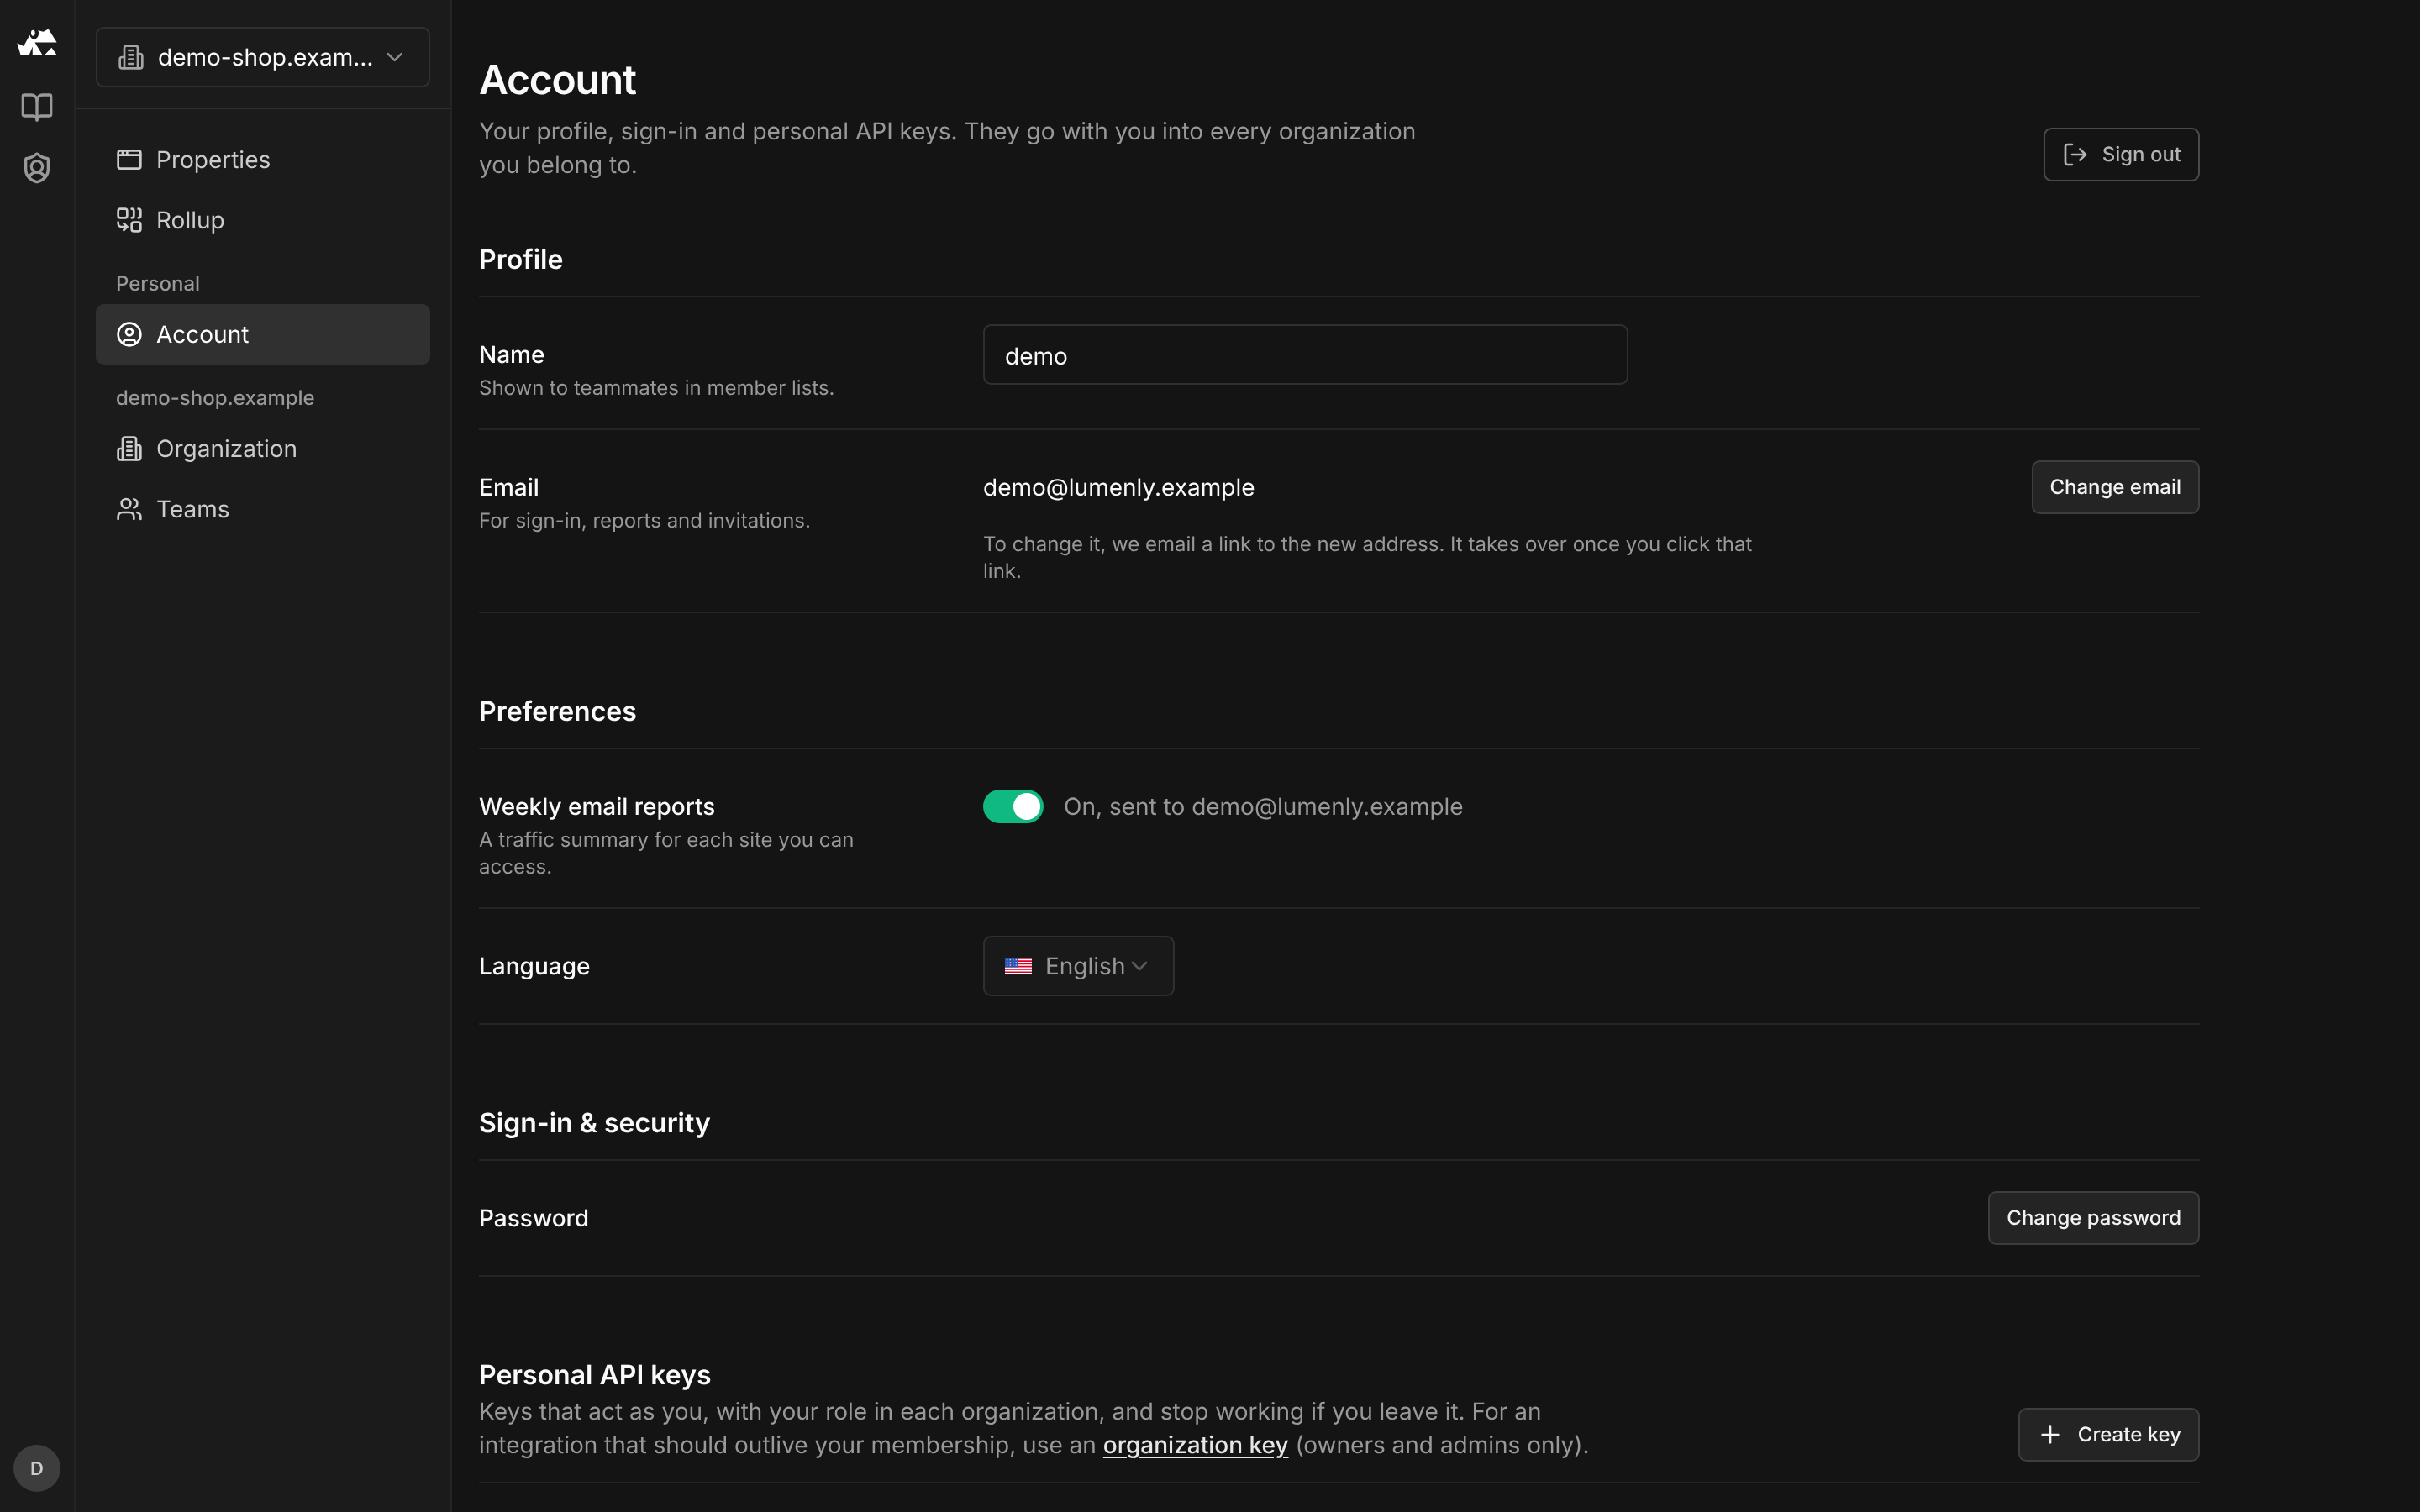 demo-shop.exam...
Properties
Rollup
Personal
Account
demo-shop.example
Organization
Teams
D
Account
Your profile, sign-in and personal API keys. They go with you into every organization
you belong to.
Sign out
Profile
Name
Shown to teammates in member lists.
demo
Email
For sign-in, reports and invitations.
demo@lumenly.example
To change it, we email a link to the new address. It takes over once you click that
link.
Change email
Preferences
Weekly email reports
A traffic summary for each site you can
access.
On, sent to demo@lumenly.example
Language
English
Sign-in & security
Password
Change password
Personal API keys
Keys that act as you, with your role in each organization, and stop working if you leave it. For an
integration that should outlive your membership, use an organization key (owners and admins only).
Create key